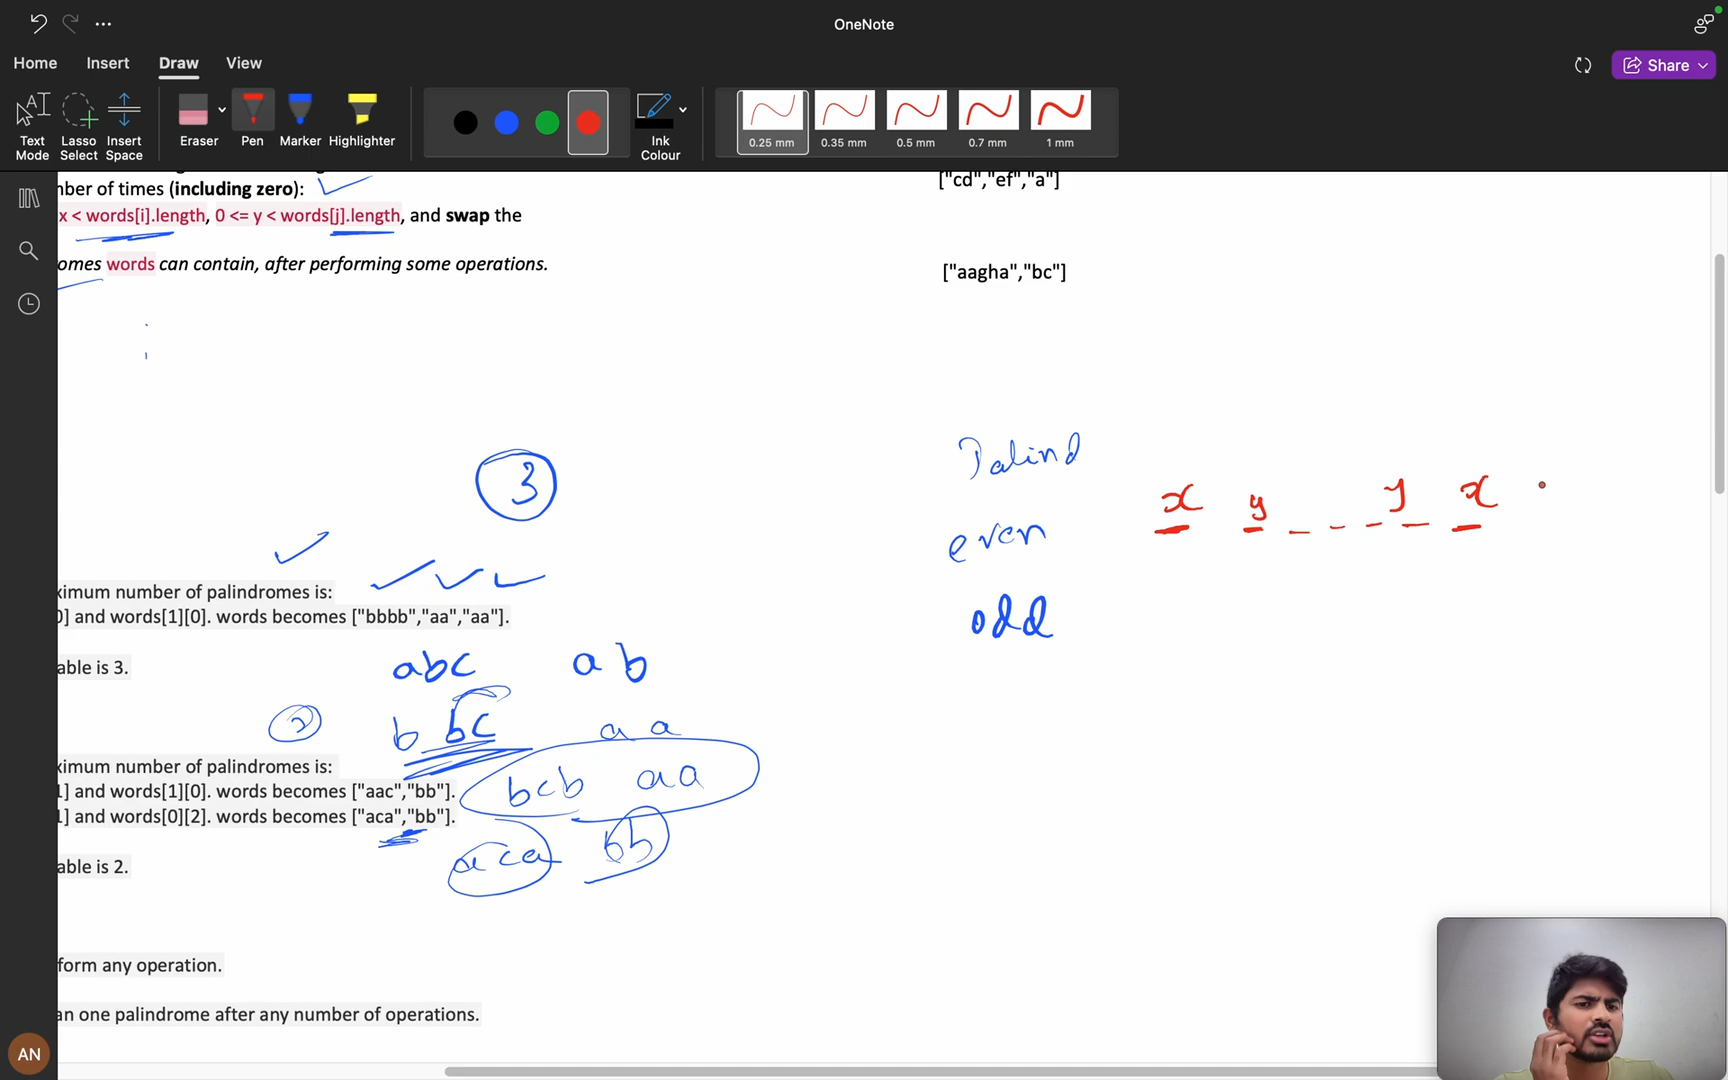 OneNote
Home Insert Draw View
Share
Text Mode
Lasso Select
Insert Space
Eraser
Pen
Marker
Highlighter
Ink Colour
0.25 mm 0.35 mm 0.5 mm 0.7 mm 1 mm
nber of times (including zero):
x < words[i].length, 0 <= y < words[j].length, and swap the
omes words can contain, after performing some operations.
["cd","ef","a"]
["aagha","bc"]
3
Palind
even
odd
x y y x
ximum number of palindromes is:
0] and words[1][0]. words becomes ["bbbb","aa","aa"].
able is 3.
abc ab
b bc aa
bcb aa
aca bb
ximum number of palindromes is:
1] and words[1][0]. words becomes ["aac","bb"].
1] and words[0][2]. words becomes ["aca","bb"].
able is 2.
form any operation.
an one palindrome after any number of operations.
AN